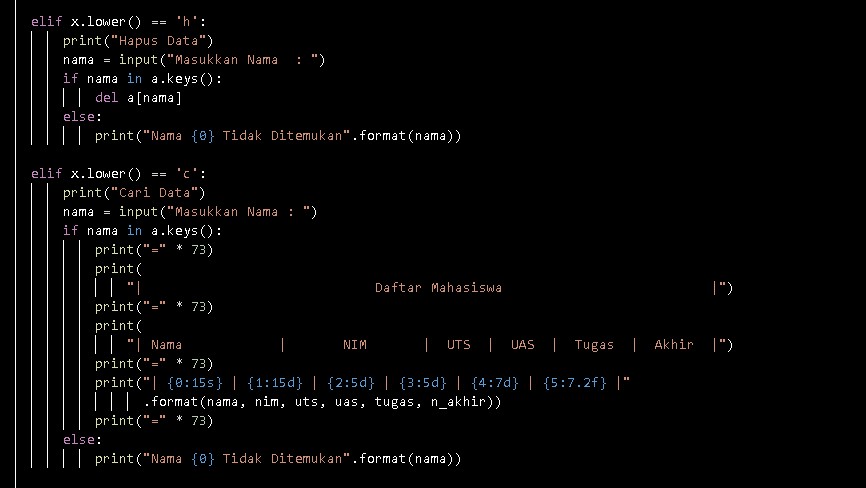 elif x.lower() == 'h':
print("Hapus Data")
nama = input("Masukkan Nama  : ")
if nama in a.keys():
del a[nama]
else:
print("Nama {0} Tidak Ditemukan".format(nama))
elif x.lower() == 'c':
print("Cari Data")
nama = input("Masukkan Nama : ")
if nama in a.keys():
print("=" * 73)
print(
"|                             Daftar Mahasiswa                          |")
print("=" * 73)
print(
"| Nama            |       NIM       |  UTS  |  UAS  |  Tugas  |  Akhir  |")
print("=" * 73)
print("| {0:15s} | {1:15d} | {2:5d} | {3:5d} | {4:7d} | {5:7.2f} |"
.format(nama, nim, uts, uas, tugas, n_akhir))
print("=" * 73)
else:
print("Nama {0} Tidak Ditemukan".format(nama))